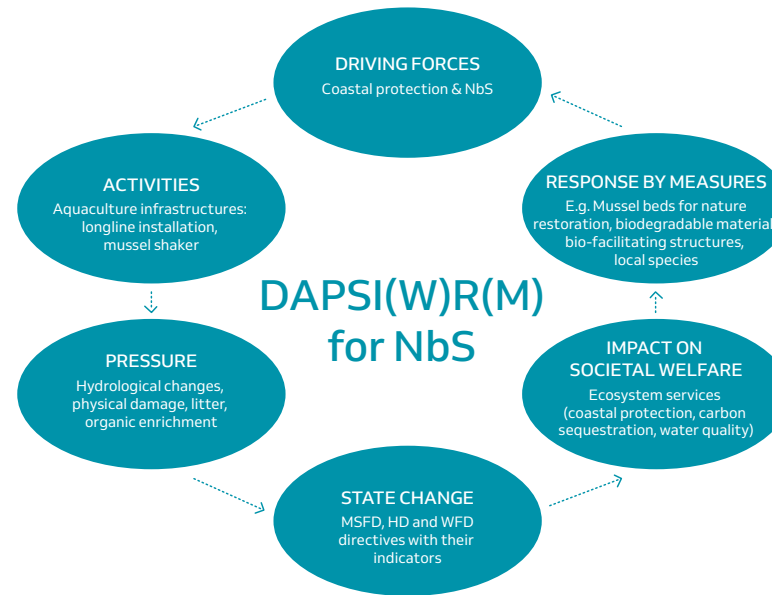 DRIVING FORCES
Coastal protection & NbS
ACTIVITIES
Aquaculture infrastructures:
longline installation,
mussel shaker
RESPONSE BY MEASURES
E.g. Mussel beds for nature
restoration, biodegradable material
bio-facilitating structures,
local species
DAPSI(W)R(M)
for NbS
PRESSURE
Hydrological changes,
physical damage, litter,
organic enrichment
IMPACT ON
SOCIETAL WELFARE
Ecosystem services
(coastal protection, carbon
sequestration, water quality)
STATE CHANGE
MSFD, HD and WFD
directives with their
indicators